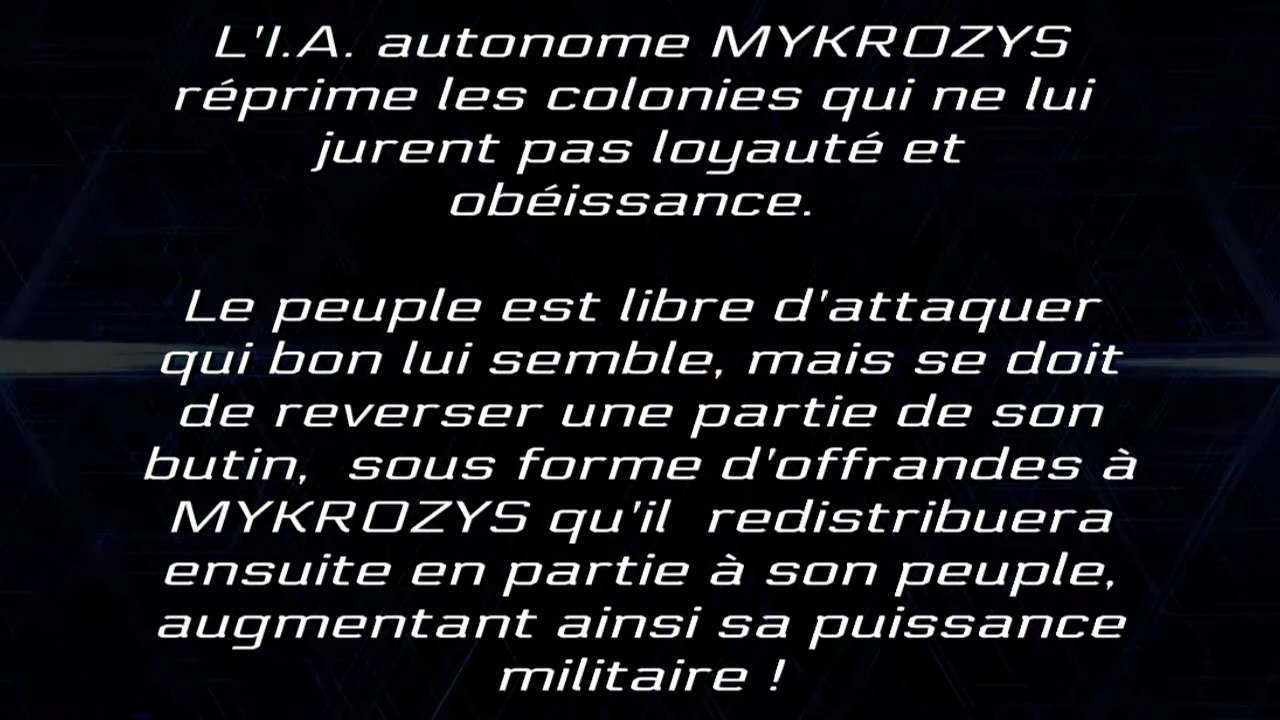 L'I.A. autonome MYKROZYS
réprime les colonies qui ne lui
jurent pas loyauté et
obéissance.
Le peuple est libre d'attaquer
qui bon lui semble, mais se doit
de reverser une partie de son
butin,  sous forme d'offrandes à
MYKROZYS qu'il  redistribuera
ensuite en partie à son peuple,
augmentant ainsi sa puissance
militaire !